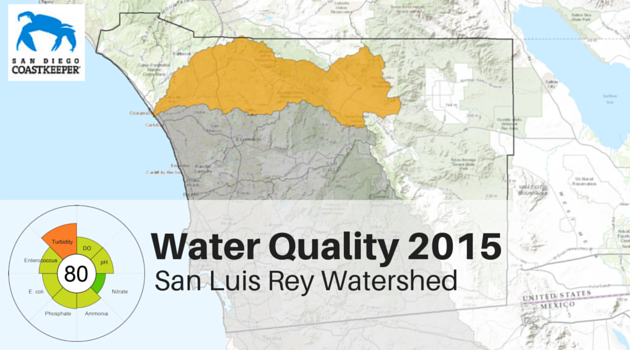 SAN DIEGO
COASTKEEPER
Water Quality 2015
San Luis Rey Watershed
Turbidity
DO
pH
Nitrate
Ammonia
Phosphate
E. coli
Enterococcus
80
UNITED STATES
MEXICO